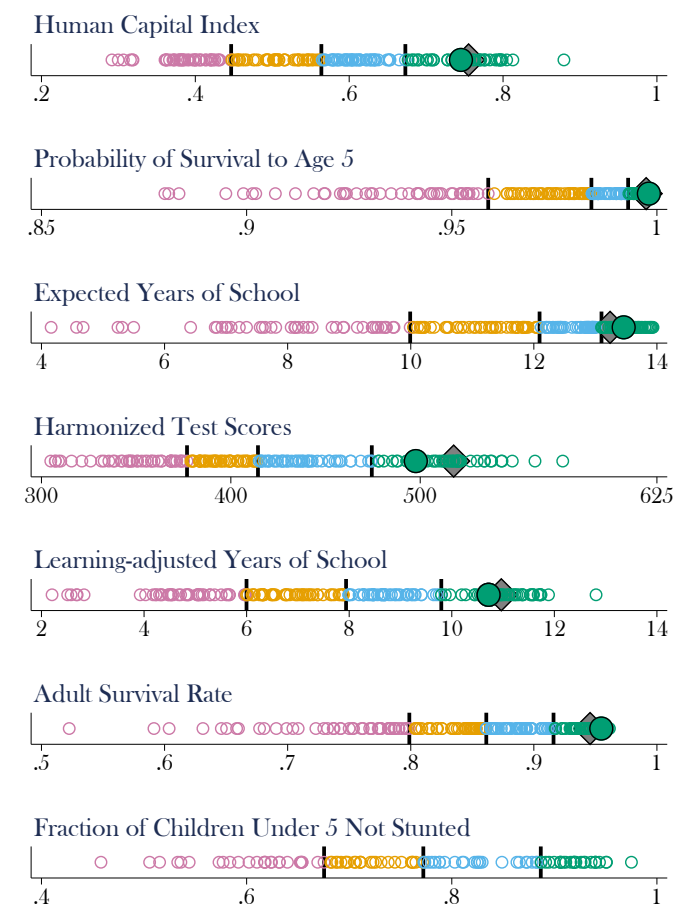 Human Capital Index
.2 .4 .6 .8 1
Probability of Survival to Age 5
.85 .9 .95 1
Expected Years of School
4 6 8 10 12 14
Harmonized Test Scores
300 400 500 625
Learning-adjusted Years of School
2 4 6 8 10 12 14
Adult Survival Rate
.5 .6 .7 .8 .9 1
Fraction of Children Under 5 Not Stunted
.4 .6 .8 1